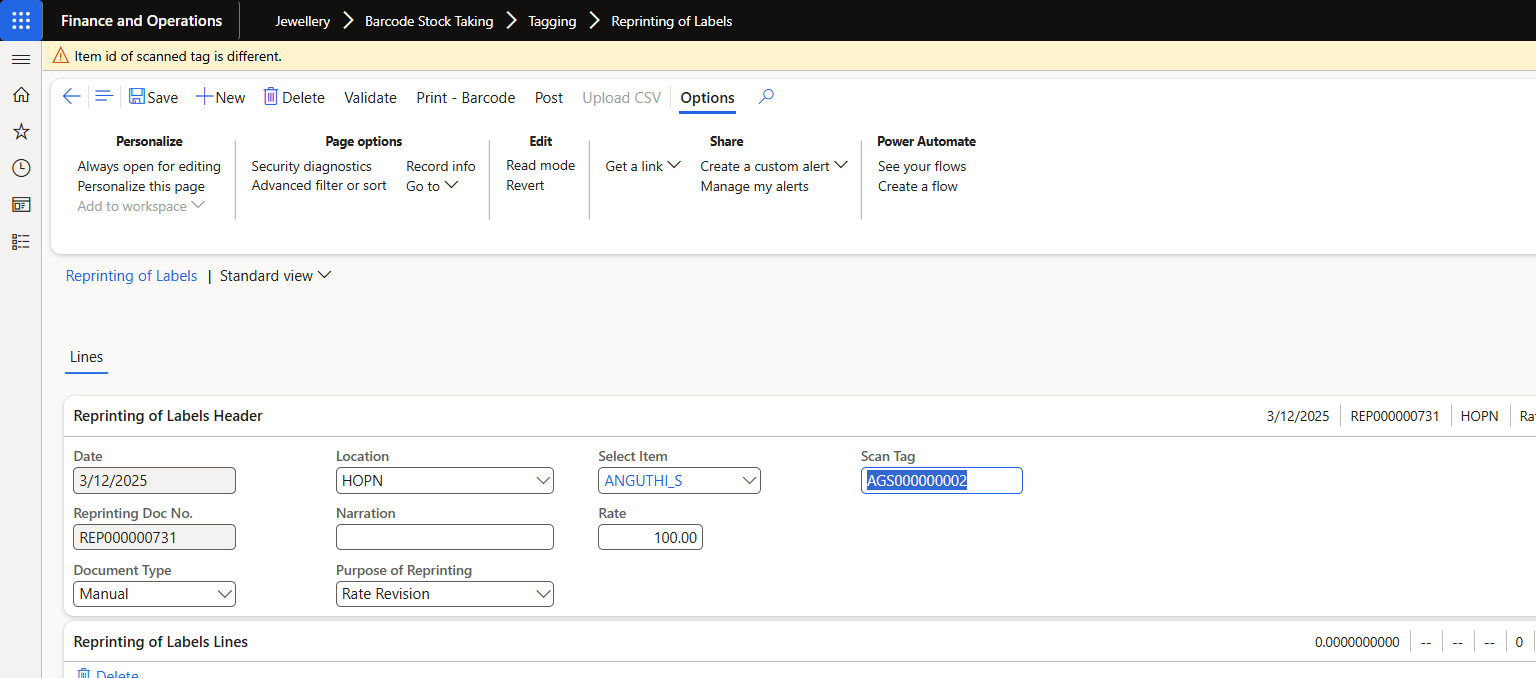 Finance and Operations Jewellery Barcode Stock Taking Tagging Reprinting of Labels
Item id of scanned tag is different.
Save New Delete Validate Print - Barcode Post Upload CSV Options
Personalize Page options Edit Share Power Automate
Always open for editing Security diagnostics Record info Read mode Get a link Create a custom alert See your flows
Personalize this page Advanced filter or sort Go to Revert Manage my alerts Create a flow
Add to workspace
Reprinting of Labels | Standard view
Lines
Reprinting of Labels Header 3/12/2025 REP000000731 HOPN Ra
Date Location Select Item Scan Tag
3/12/2025 HOPN ANGUTHI_S AGS000000002
Reprinting Doc No. Narration Rate
REP000000731 100.00
Document Type Purpose of Reprinting
Manual Rate Revision
Reprinting of Labels Lines 0.0000000000 -- -- -- 0
Delete